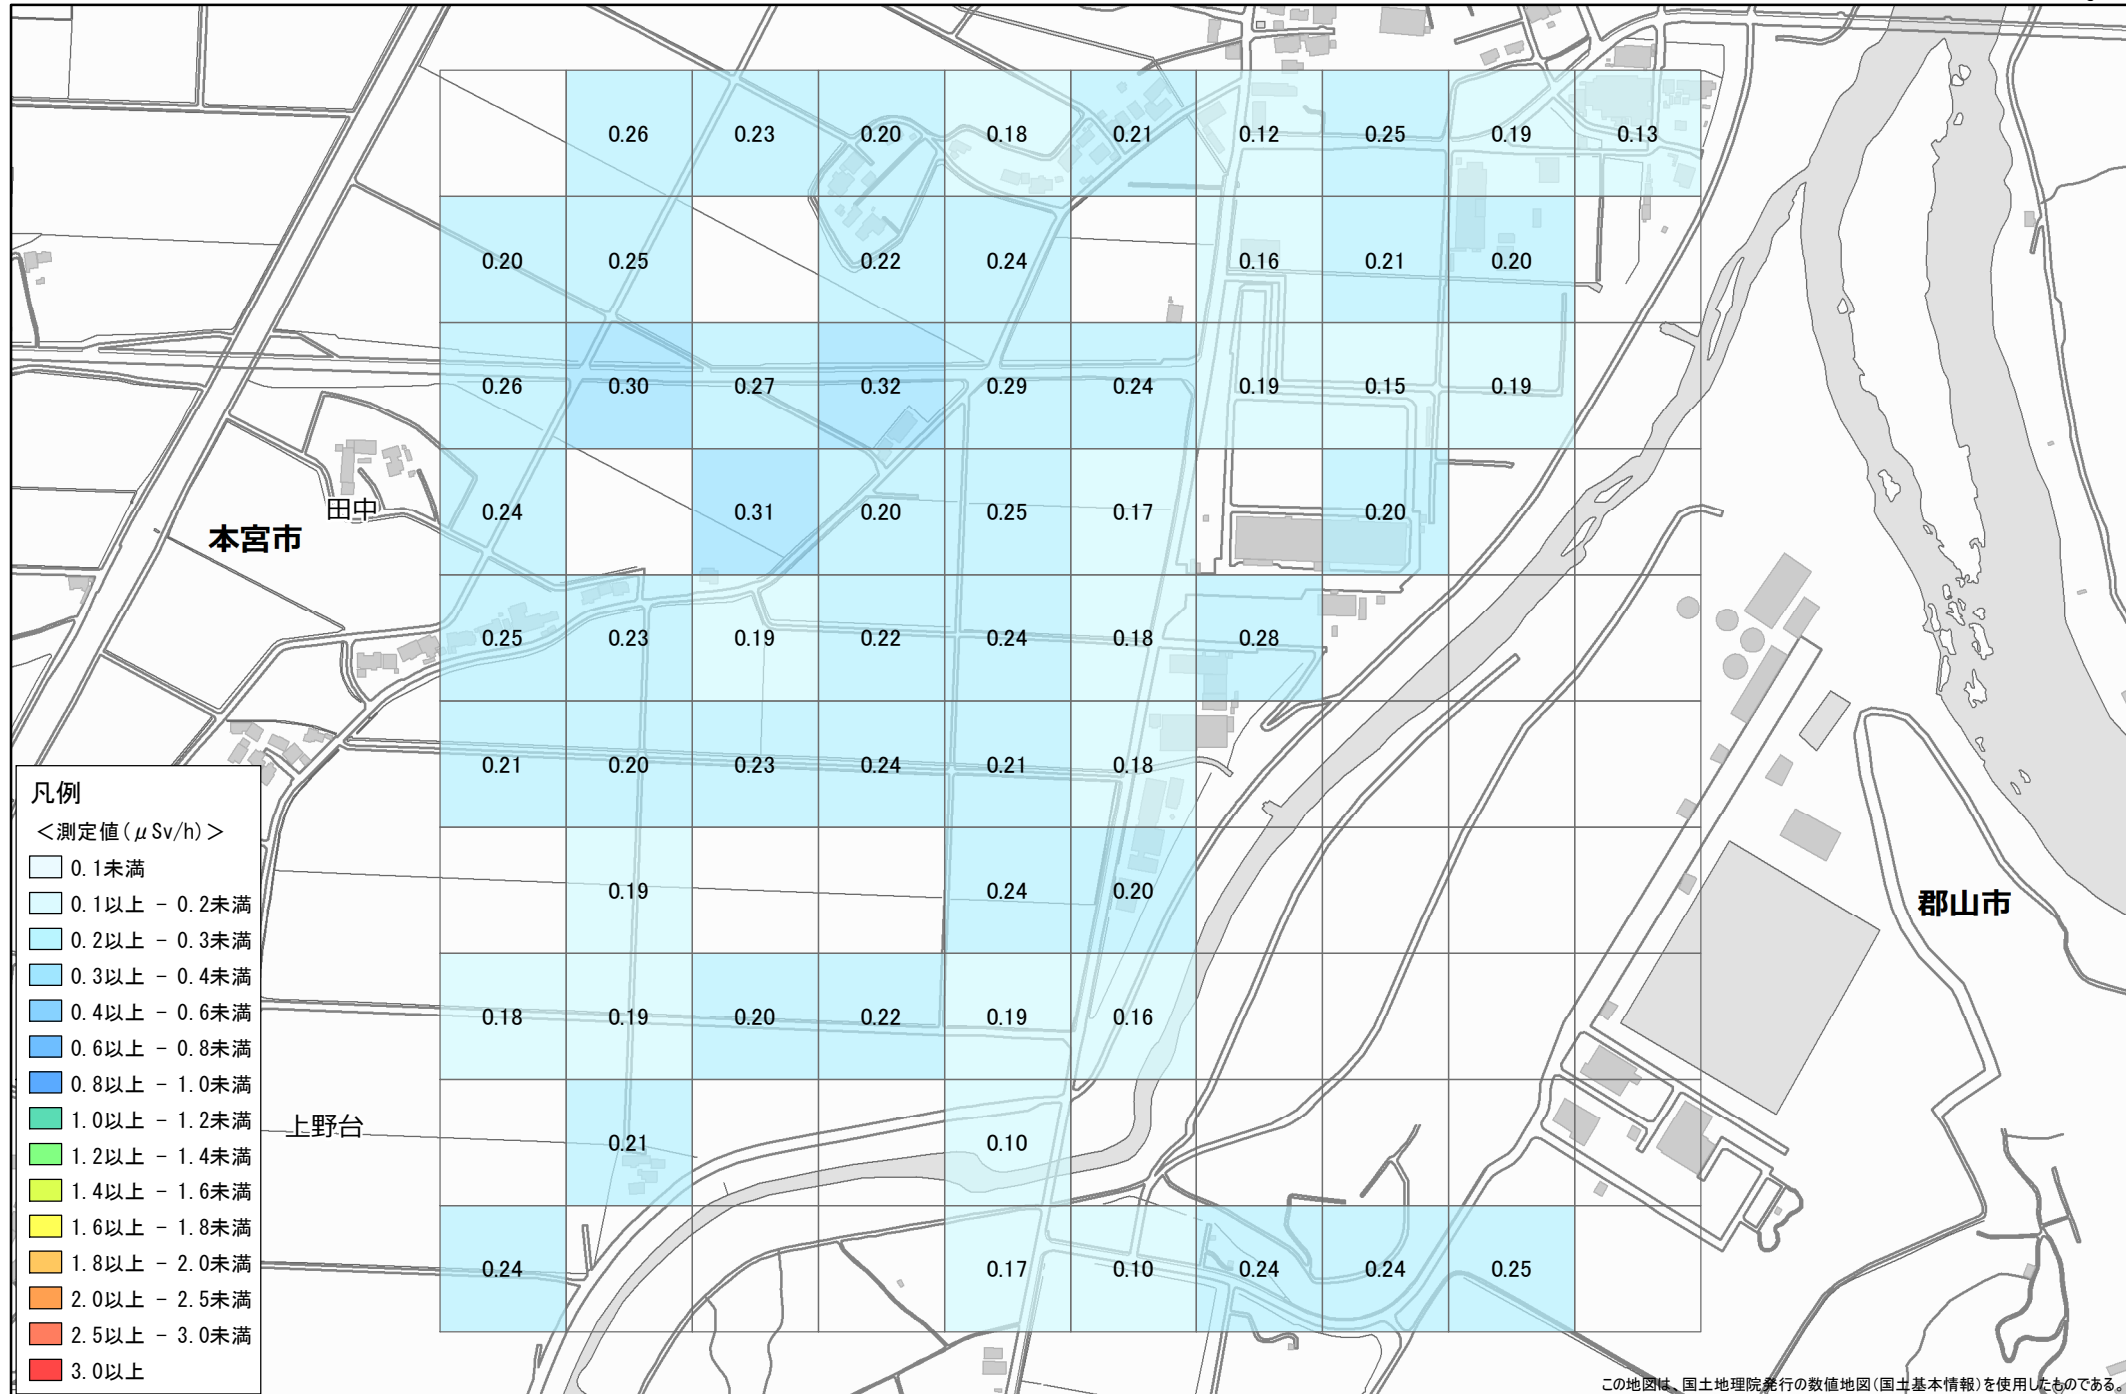 0.26 0.23 0.20 0.18 0.21 0.12 0.25 0.19 0.13
0.20 0.25 0.22 0.24 0.16 0.21 0.20
0.26 0.30 0.27 0.32 0.29 0.24 0.19 0.15 0.19
田中
0.24 0.31 0.20 0.25 0.17 0.20
本宮市
0.25 0.23 0.19 0.22 0.24 0.18 0.28
0.21 0.20 0.23 0.24 0.21 0.18
0.19 0.24 0.20
郡山市
0.18 0.19 0.20 0.22 0.19 0.16
上野台
0.21 0.10
0.24 0.17 0.10 0.24 0.24 0.25
凡例
＜測定値(μSv/h)＞
0.1未満
0.1以上 － 0.2未満
0.2以上 － 0.3未満
0.3以上 － 0.4未満
0.4以上 － 0.6未満
0.6以上 － 0.8未満
0.8以上 － 1.0未満
1.0以上 － 1.2未満
1.2以上 － 1.4未満
1.4以上 － 1.6未満
1.6以上 － 1.8未満
1.8以上 － 2.0未満
2.0以上 － 2.5未満
2.5以上 － 3.0未満
3.0以上
この地図は、国土地理院発行の数値地図(国土基本情報)を使用したものである。